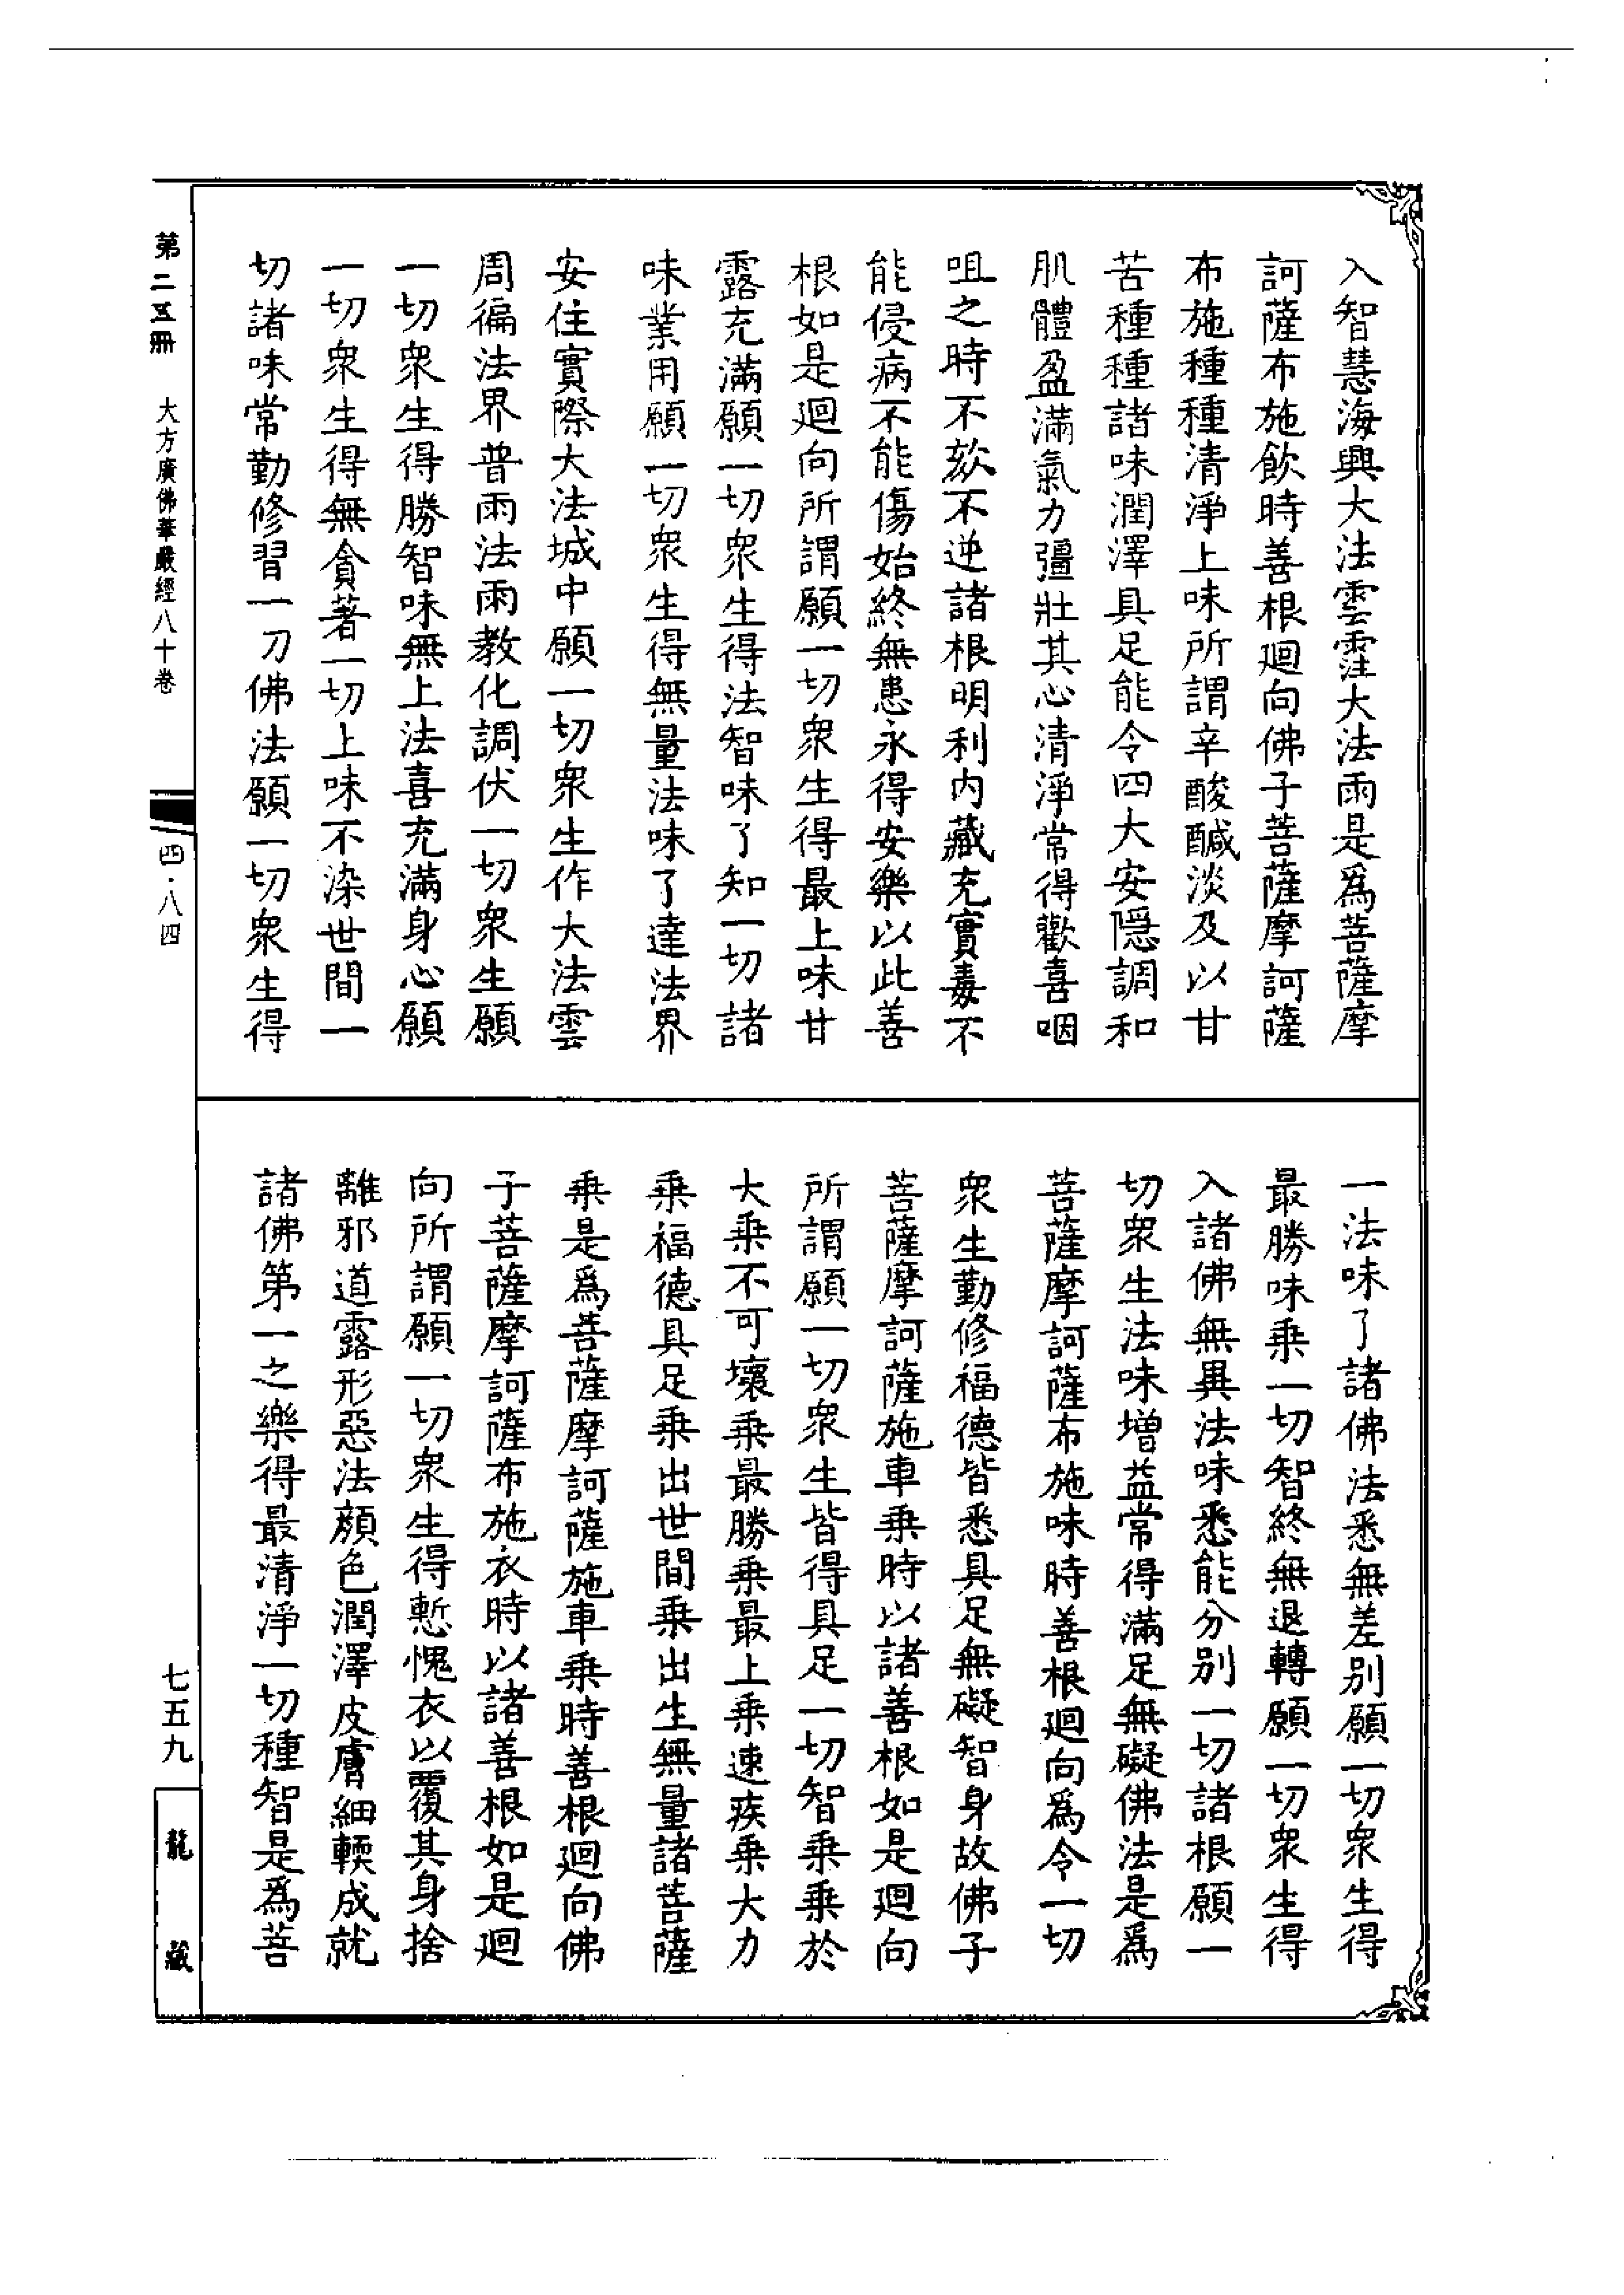 入智慧海興大法雲霔大法雨是爲菩薩摩
訶薩布施飲時善根廻向佛子菩薩摩訶薩
布施種種清淨上味所謂辛酸醎淡及以甘
苦種種諸味潤澤具足能令四大安隱調和
肌體盈滿氣力彊壯其心清淨常得歡喜咽
咀之時不欬不逆諸根明利內藏充實毒不
能侵病不能傷始終無患永得安樂以此善
根如是廻向所謂願一切衆生得最上味甘
露充滿願一切衆生得法智味了知一切諸
味業用願一切衆生得無量法味了達法界
安住實際大法城中願一切衆生作大法雲
周徧法界普雨法雨教化調伏一切衆生願
一切衆生得勝智味無上法喜充滿身心願
一切衆生得無貪著一切上味不染世間一
切諸味常勤修習一切佛法願一切衆生得
一法味了諸佛法悉無差别願一切衆生得
最勝味乘一切智終無退轉願一切衆生得
入諸佛無異法味悉能分别一切諸根願一
切衆生法味增益常得滿足無礙佛法是爲
菩薩摩訶薩布施味時善根廻向爲令一切
衆生勤修福德皆悉具足無礙智身故佛子
菩薩摩訶薩施車乘時以諸善根如是廻向
所謂願一切衆生皆得具足一切智乘乘於
大乘不可壞乘最勝乘最上乘速疾乘大力
乘福德具足乘出世間乘出生無量諸菩薩
乘是爲菩薩摩訶薩施車乘時善根廻向佛
子菩薩摩訶薩布施衣時以諸善根如是廻
向所謂願一切衆生得慙愧衣以覆其身捨
離邪道露形惡法顏色潤澤皮膚細輭成就
諸佛第一之樂得最清淨一切種智是爲菩
第二五冊 大方廣佛華嚴經八十卷
四·八四
七五九
龍藏